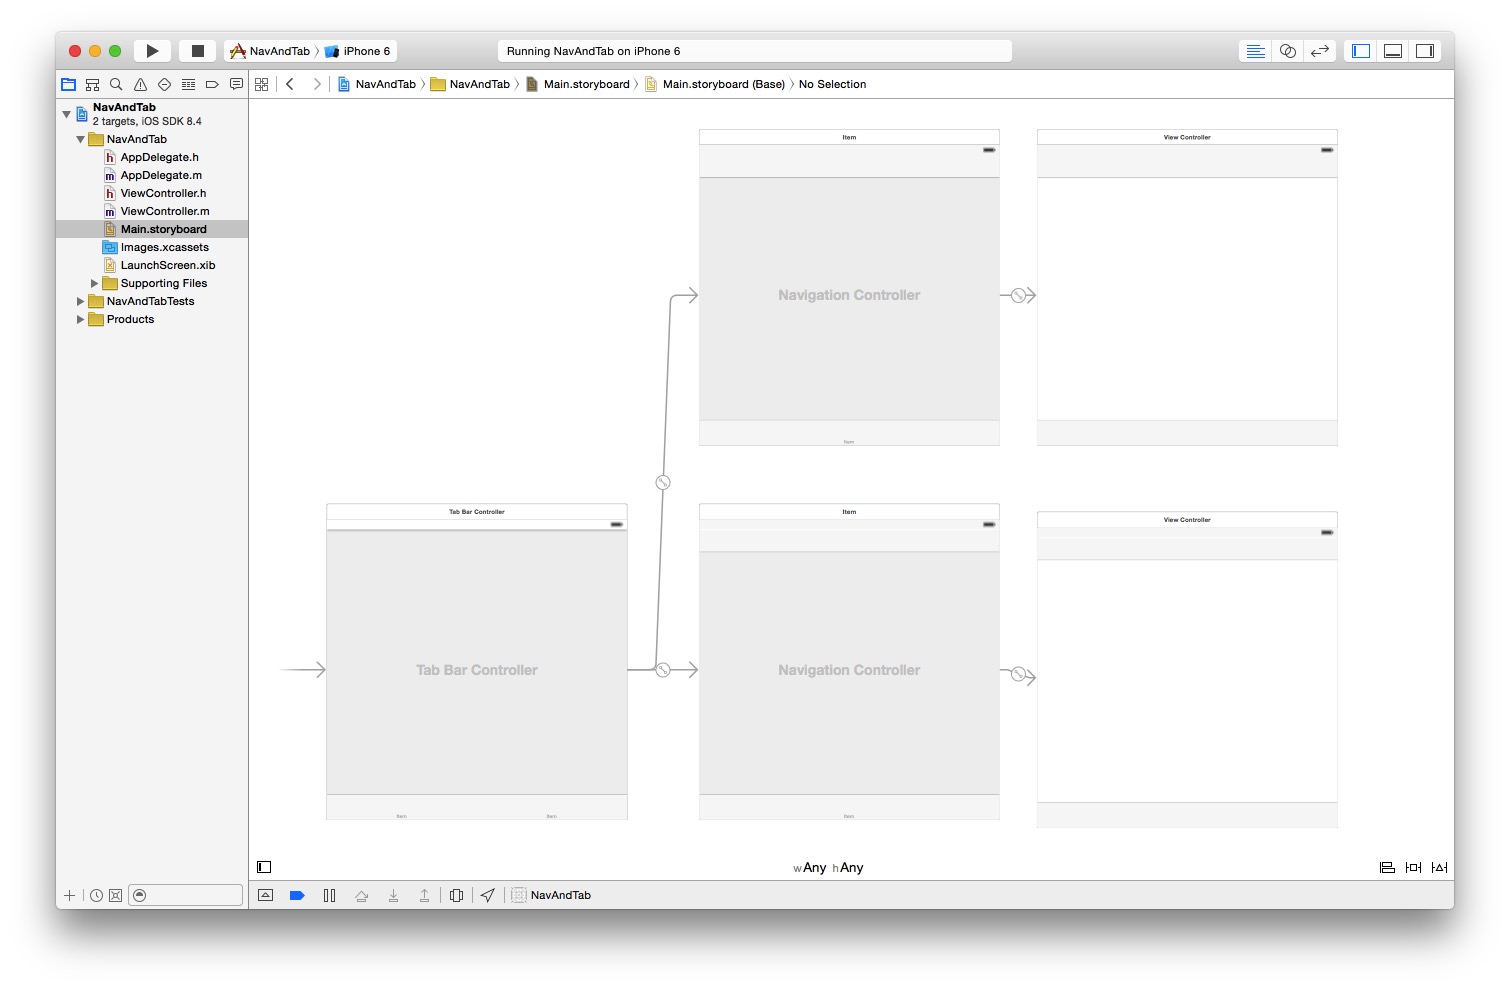 NavAndTab 〉 iPhone 6
Running NavAndTab on iPhone 6
NavAndTab 〉 NavAndTab 〉 Main.storyboard 〉 Main.storyboard (Base) 〉 No Selection
NavAndTab
2 targets, iOS SDK 8.4
NavAndTab
h AppDelegate.h
m AppDelegate.m
h ViewController.h
m ViewController.m
Main.storyboard
Images.xcassets
LaunchScreen.xib
Supporting Files
NavAndTabTests
Products
Item
Navigation Controller
Item
View Controller
Tab Bar Controller
Tab Bar Controller
Item Item
Item
Navigation Controller
Item
View Controller
wAny hAny
NavAndTab